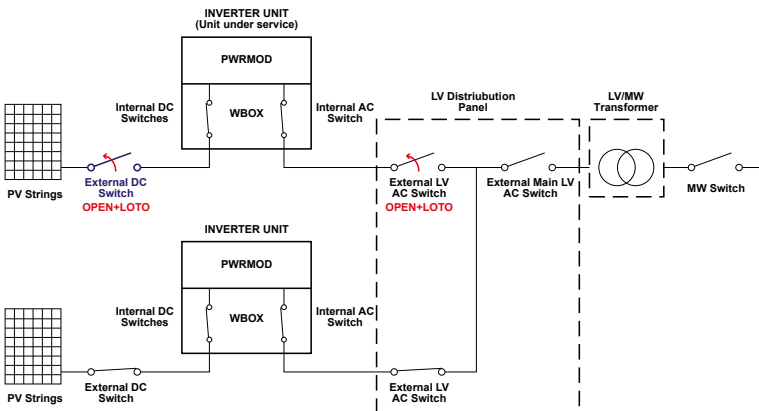 INVERTER UNIT
(Unit under service)
PWRMOD
Internal DC
Switches
WBOX
Internal AC
Switch
LV Distriubution
Panel
LV/MW
Transformer
PV Strings
External DC
Switch
OPEN+LOTO
External LV
AC Switch
OPEN+LOTO
External Main LV
AC Switch
MW Switch
INVERTER UNIT
PWRMOD
Internal DC
Switches
WBOX
Internal AC
Switch
PV Strings
External DC
Switch
External LV
AC Switch